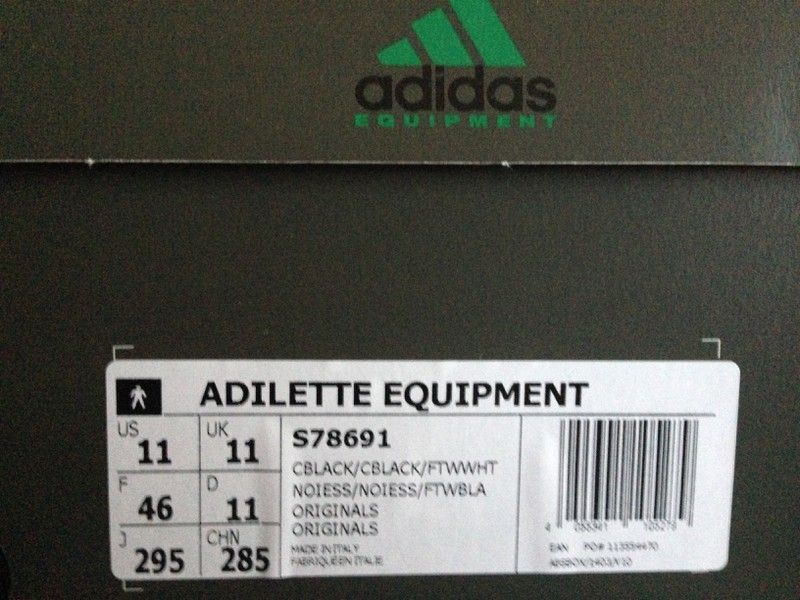 adidas
EQUIPMENT
ADILETTE EQUIPMENT
US 11 UK 11
F 46 D 11
J 295 CHN 285
S78691
CBLACK/CBLACK/FTWWHT
NOIESS/NOIESS/FTWBLA
ORIGINALS
ORIGINALS
MADE IN ITALY
FABRIQUE EN ITALIE
EAN PO#